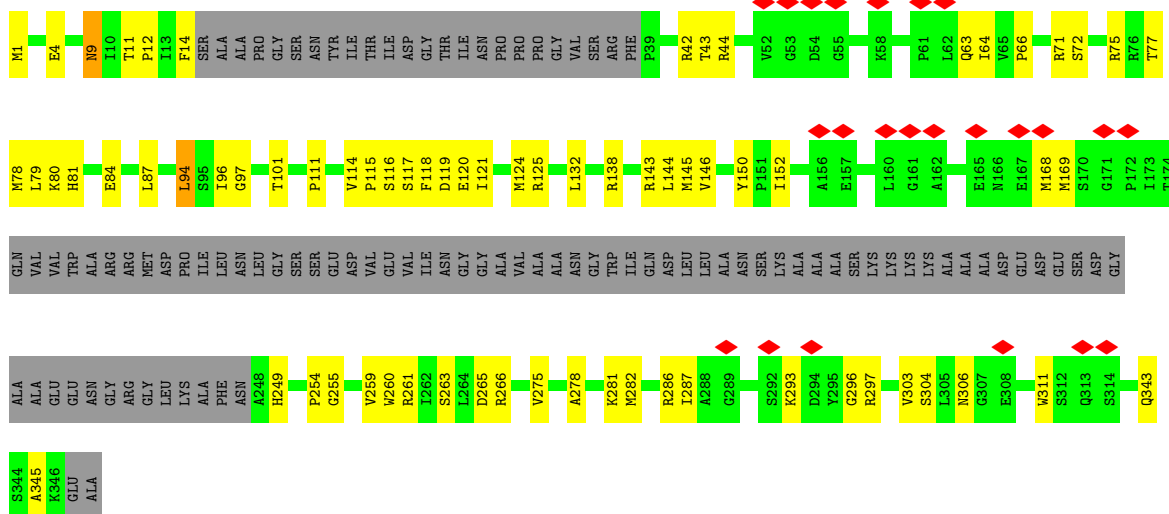 M1 E4 N9 I10 T11 P12 I13 F14 SER ALA ALA PRO GLY SER ASN TYR ILE THR ILE ASP GLY THR ILE ASN PRO PRO PRO GLY VAL SER ARG PHE P39 R42 T43 R44 V52 G53 D54 G55 K58 P61 L62 Q63 I64 V65 P66 R71 S72 R75 R76 T77
M78 L79 K80 H81 E84 L87 L94 S95 I96 G97 T101 P111 V114 P115 S116 S117 F118 D119 E120 I121 M124 R125 L132 R138 R143 L144 M145 V146 Y150 P151 I152 A156 E157 L160 G161 A162 E165 N166 E167 M168 M169 S170 G171 P172 I173 T174
GLN VAL VAL TRP ALA ARG ARG MET ASP PRO ILE LEU ASN LEU GLY SER SER GLU ASP VAL GLU VAL ILE ASN GLY GLY ALA VAL ALA ALA ASN GLY TRP ILE GLN ASP LEU LEU ALA ASN SER LYS ALA ALA ALA SER LYS LYS LYS LYS ALA ALA ALA ASP GLU ASP GLU SER ASP GLY
ALA ALA GLU GLU ASN GLY ARG GLY LEU LYS ALA PHE ASN A248 H249 P254 G255 V259 W260 R261 I262 S263 L264 D265 R266 V275 A278 K281 M282 R286 I287 A288 G289 S292 K293 D294 Y295 G296 R297 V303 S304 L305 N306 G307 E308 W311 S312 Q313 S314 Q343
S344 A345 K346 GLU ALA